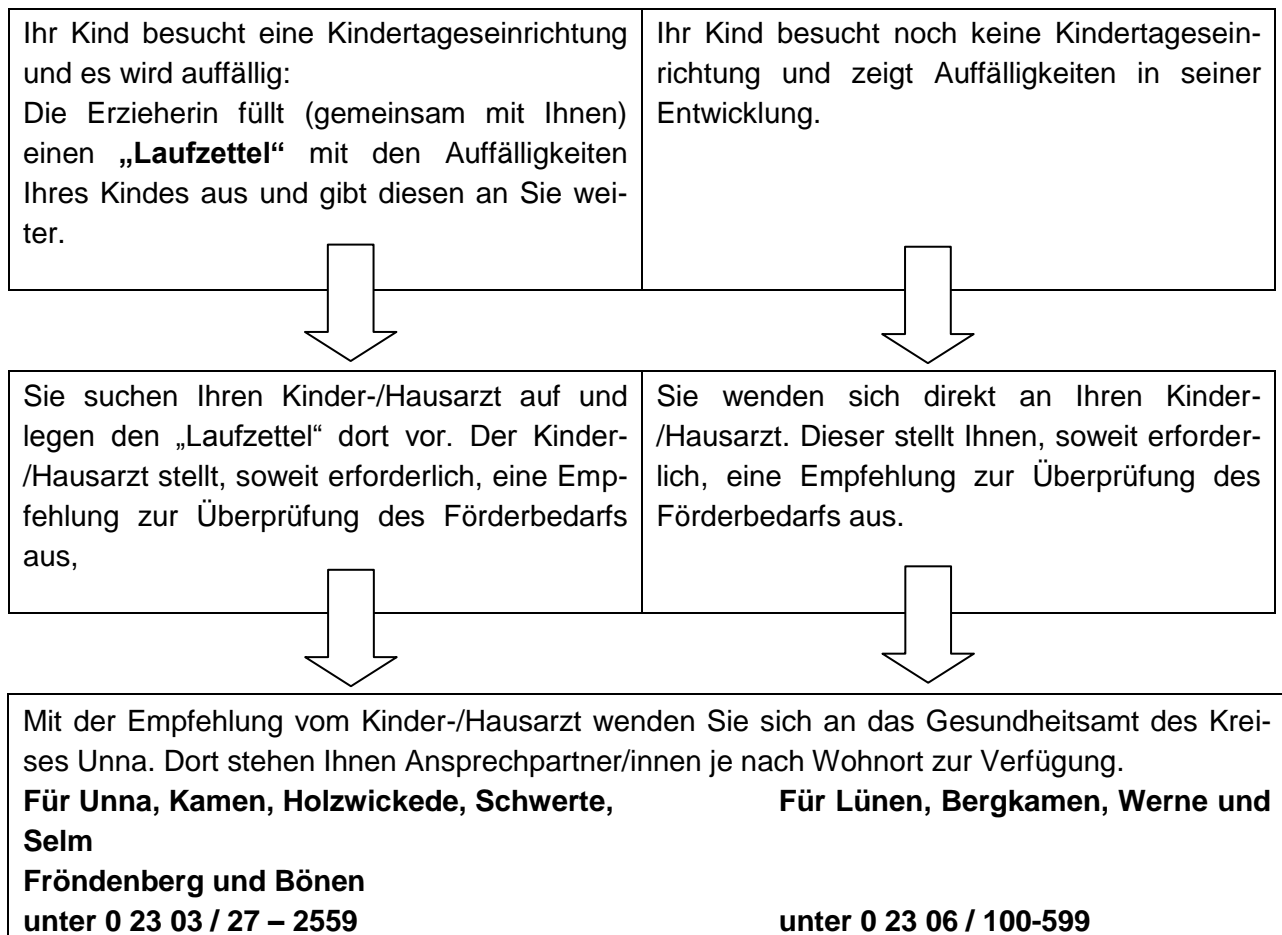 Ihr Kind besucht eine Kindertageseinrichtung
und es wird auffällig:
Die Erzieherin füllt (gemeinsam mit Ihnen)
einen „Laufzettel“ mit den Auffälligkeiten
Ihres Kindes aus und gibt diesen an Sie wei-
ter.
Ihr Kind besucht noch keine Kindertagesein-
richtung und zeigt Auffälligkeiten in seiner
Entwicklung.
Sie suchen Ihren Kinder-/Hausarzt auf und
legen den „Laufzettel“ dort vor. Der Kinder-
/Hausarzt stellt, soweit erforderlich, eine Emp-
fehlung zur Überprüfung des Förderbedarfs
aus,
Sie wenden sich direkt an Ihren Kinder-
/Hausarzt. Dieser stellt Ihnen, soweit erforder-
lich, eine Empfehlung zur Überprüfung des
Förderbedarfs aus.
Mit der Empfehlung vom Kinder-/Hausarzt wenden Sie sich an das Gesundheitsamt des Krei-
ses Unna. Dort stehen Ihnen Ansprechpartner/innen je nach Wohnort zur Verfügung.
Für Unna, Kamen, Holzwickede, Schwerte, Für Lünen, Bergkamen, Werne und
Selm
Fröndenberg und Bönen
unter 0 23 03 / 27 – 2559 unter 0 23 06 / 100-599